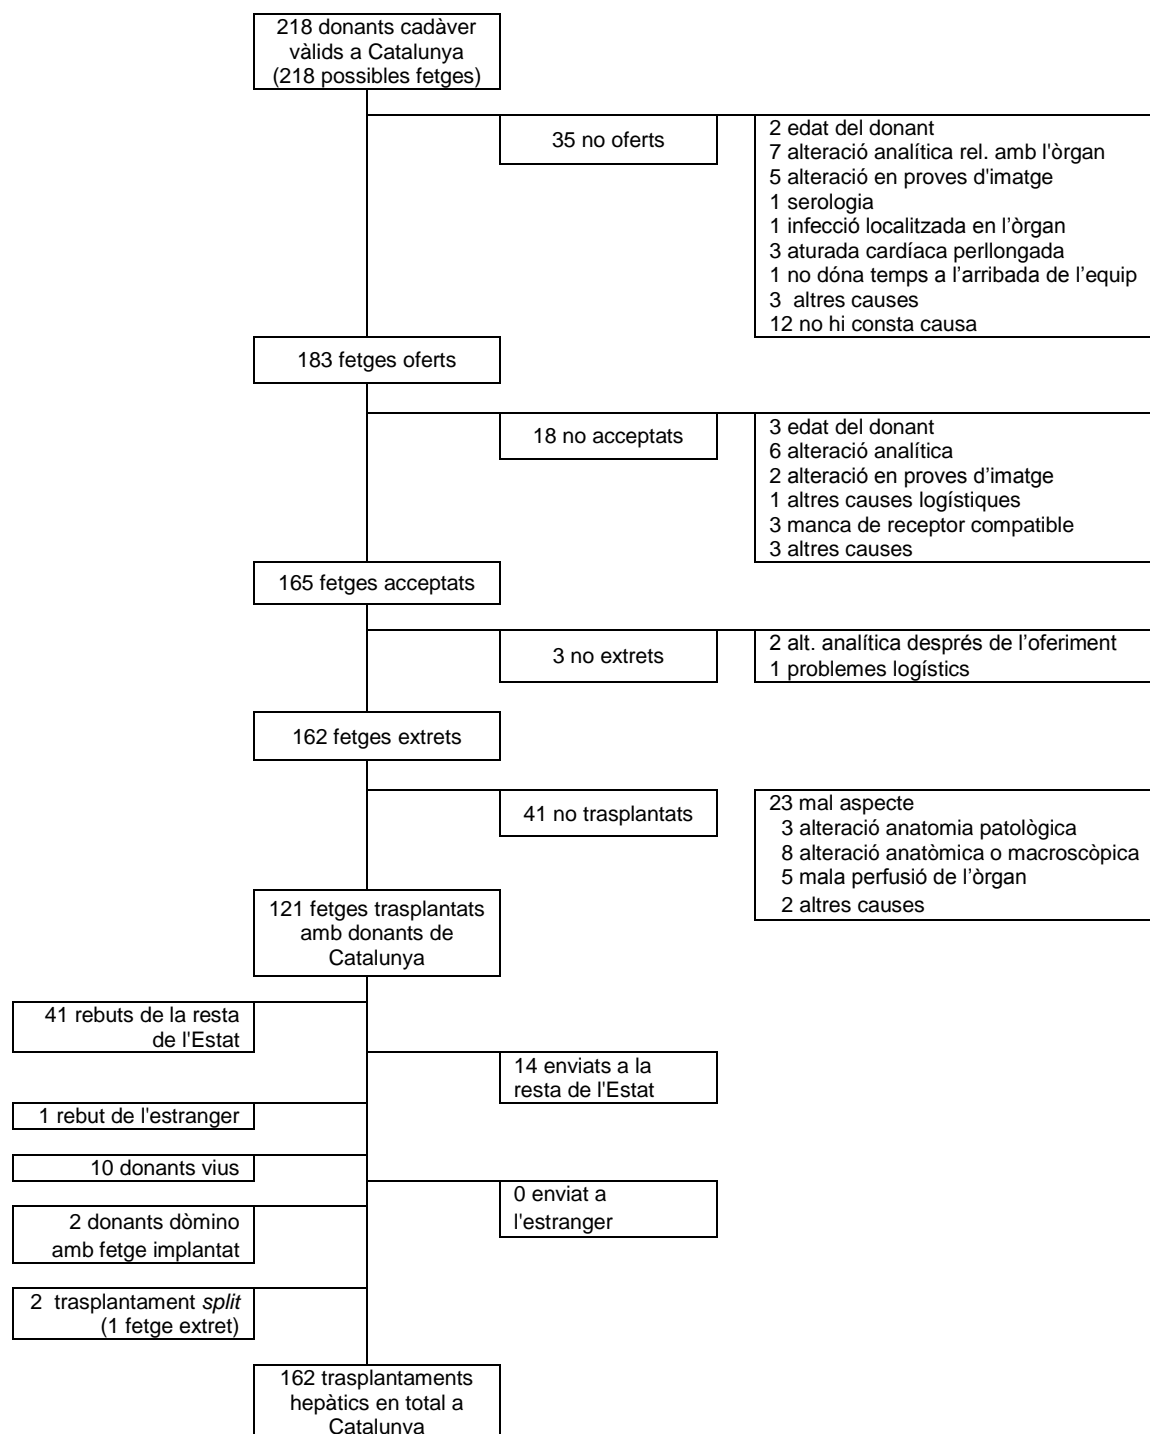 218 donants cadàver
vàlids a Catalunya
(218 possibles fetges)
35 no oferts
2 edat del donant
7 alteració analítica rel. amb l'òrgan
5 alteració en proves d'imatge
1 serologia
1 infecció localitzada en l’òrgan
3 aturada cardíaca perllongada
1 no dóna temps a l’arribada de l’equip
3 altres causes
12 no hi consta causa
183 fetges oferts
18 no acceptats
3 edat del donant
6 alteració analítica
2 alteració en proves d’imatge
1 altres causes logístiques
3 manca de receptor compatible
3 altres causes
165 fetges acceptats
3 no extrets
2 alt. analítica després de l’oferiment
1 problemes logístics
162 fetges extrets
41 no trasplantats
23 mal aspecte
3 alteració anatomia patològica
8 alteració anatòmica o macroscòpica
5 mala perfusió de l’òrgan
2 altres causes
121 fetges trasplantats
amb donants de
Catalunya
41 rebuts de la resta
de l'Estat
14 enviats a la
resta de l'Estat
1 rebut de l'estranger
10 donants vius
0 enviat a
l'estranger
2 donants dòmino
amb fetge implantat
2 trasplantament split
(1 fetge extret)
162 trasplantaments
hepàtics en total a
Catalunya